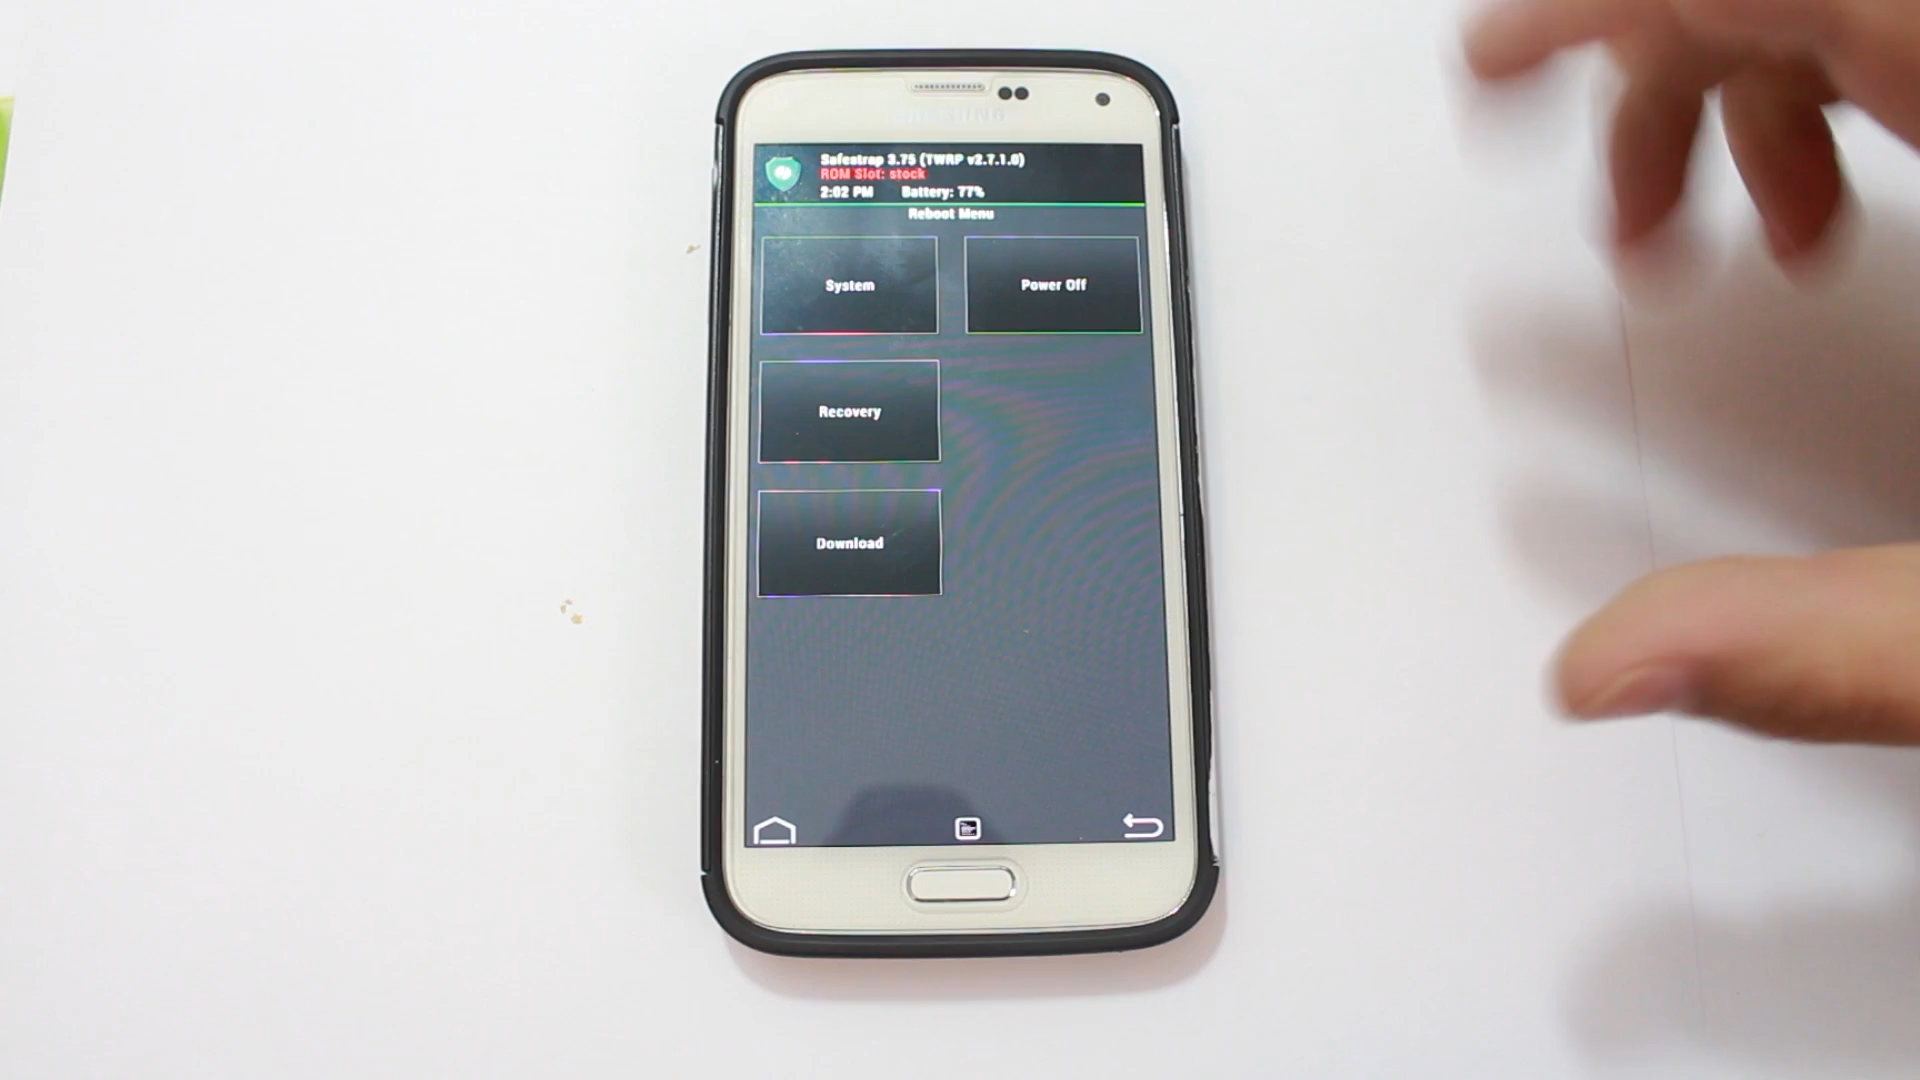 SAMSUNG
Safestrap 3.75 (TWRP v2.7.1.0)
ROM Slot: stock
2:02 PM Battery: 77%
Reboot Menu
System Power Off
Recovery
Download